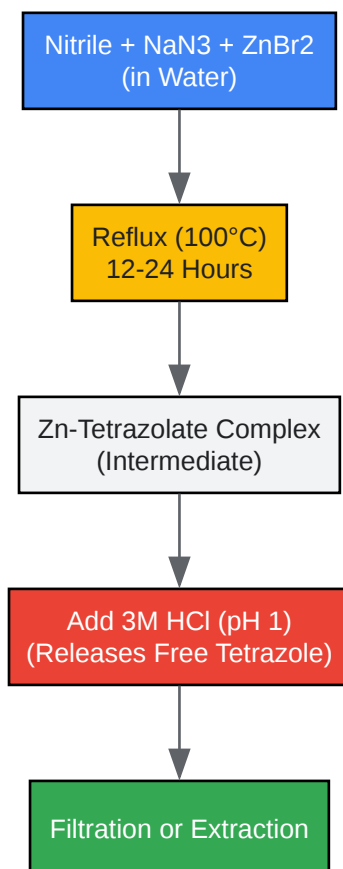 Nitrile + NaN3 + ZnBr2
(in Water)
Reflux (100°C)
12-24 Hours
Zn-Tetrazolate Complex
(Intermediate)
Add 3M HCl (pH 1)
(Releases Free Tetrazole)
Filtration or Extraction